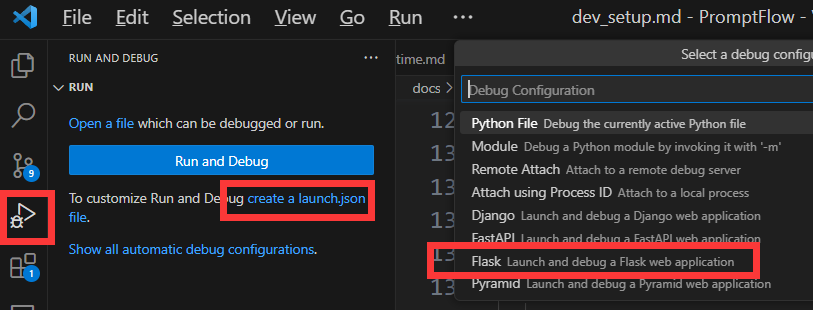 File Edit Selection View Go Run ···
dev_setup.md - PromptFlow -
RUN AND DEBUG ···
RUN
Open a file which can be debugged or run.
Run and Debug
To customize Run and Debug create a launch.json
file.
Show all automatic debug configurations.
9
1
time.md
docs >
12
13
13
13
13
13
13
13
Select a debug configu
Debug Configuration
Python File Debug the currently active Python file
Module Debug a Python module by invoking it with '-m'
Remote Attach Attach to a remote debug server
Attach using Process ID Attach to a local process
Django Launch and debug a Django web application
FastAPI Launch and debug a FastAPI web application
Flask Launch and debug a Flask web application
Pyramid Launch and debug a Pyramid web application